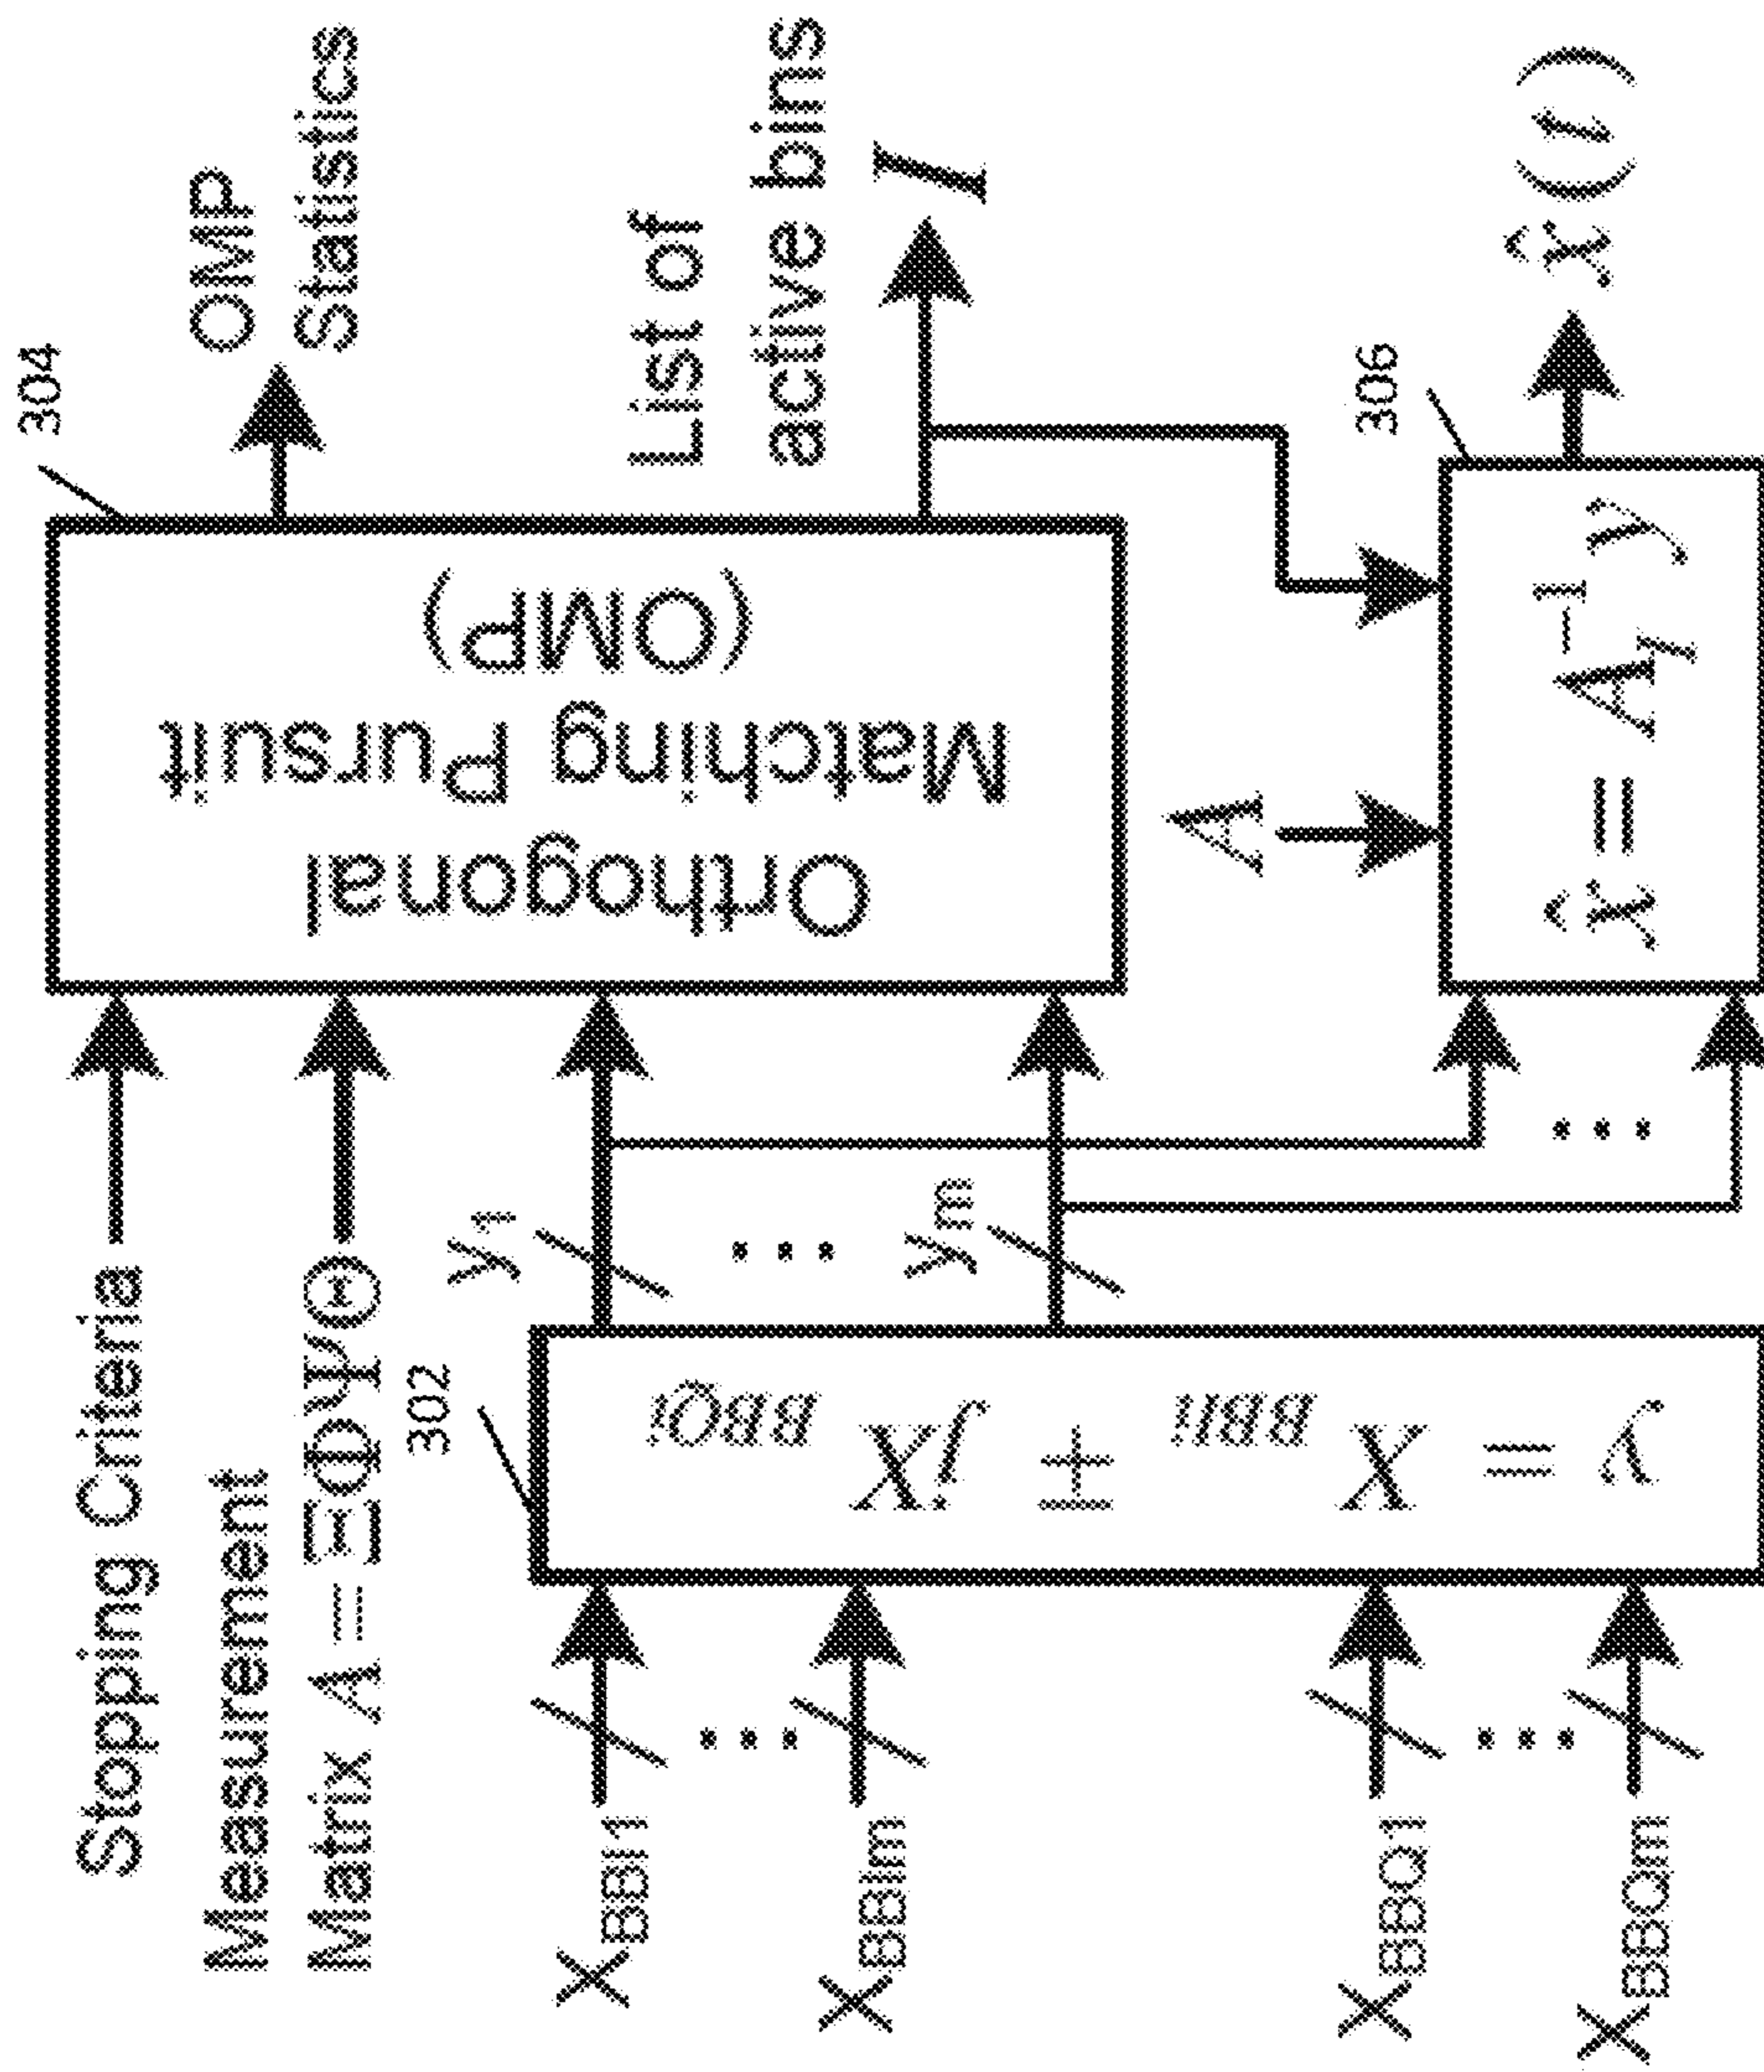 Stopping Criteria
Measurement
Matrix A = ΞΦΨΘ
302
304
306
X_BBI1
...
X_BBIm
X_BBQ1
...
X_BBQm
y = X_BBIi ± jX_BBQi
y_1
...
y_m
...
Orthogonal
Matching Pursuit
(OMP)
OMP
Statistics
List of
active bins
I
A
x̂ = A_I^{-1} y
x̂(t)